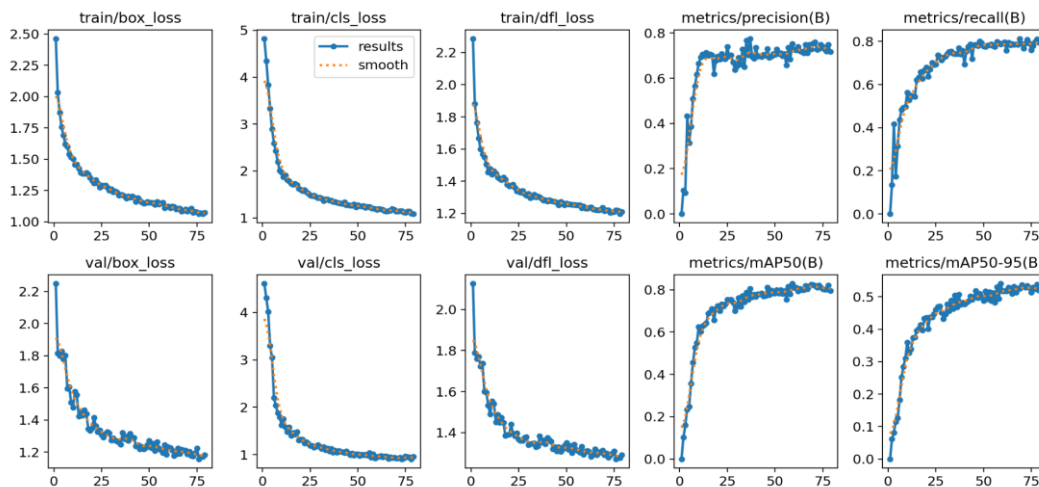 train/box_loss
train/cls_loss
train/dfl_loss
metrics/precision(B)
metrics/recall(B)
2.50
2.25
2.00
1.75
1.50
1.25
1.00
0 25 50 75
5
4
3
2
1
results
smooth
0 25 50 75
2.2
2.0
1.8
1.6
1.4
1.2
0 25 50 75
0.8
0.6
0.4
0.2
0.0
0 25 50 75
0.8
0.6
0.4
0.2
0.0
0 25 50 75
val/box_loss
val/cls_loss
val/dfl_loss
metrics/mAP50(B)
metrics/mAP50-95(B
2.2
2.0
1.8
1.6
1.4
1.2
0 25 50 75
4
3
2
1
0 25 50 75
2.0
1.8
1.6
1.4
0 25 50 75
0.8
0.6
0.4
0.2
0.0
0 25 50 75
0.5
0.4
0.3
0.2
0.1
0.0
0 25 50 75